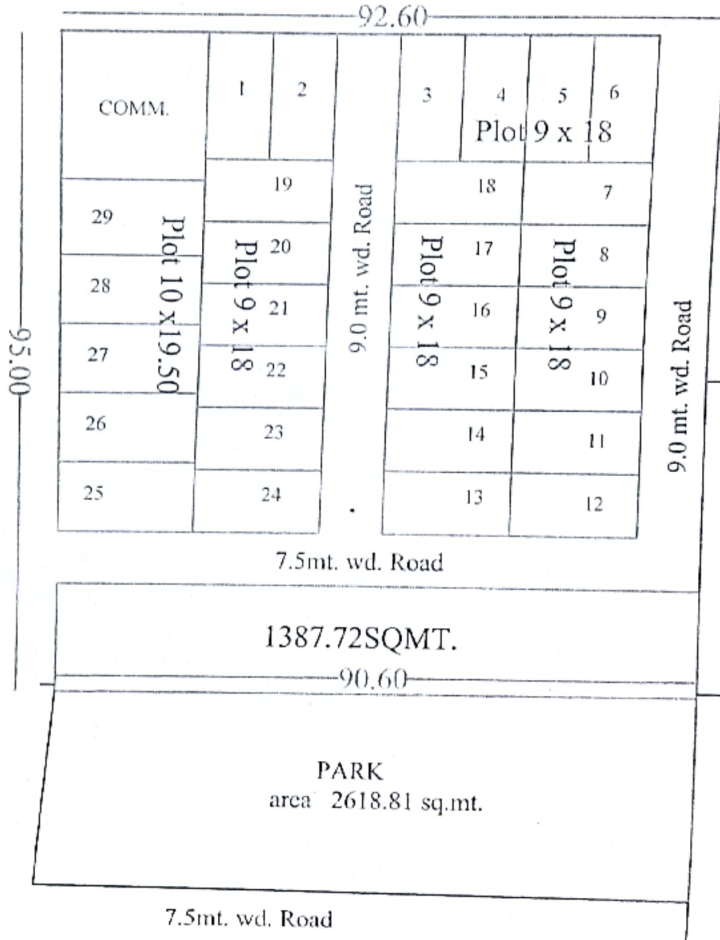 92.60
COMM.
1
2
3
4
5
6
Plot 9 x 18
19
18
7
29
20
17
8
28
21
16
9
27
22
15
10
26
23
14
11
25
24
13
12
Plot 10 x19.50
Plot 9 x 18
9.0 mt. wd. Road
Plot 9 x 18
Plot 9 x 18
9.0 mt. wd. Road
95.00
7.5mt. wd. Road
1387.72SQMT.
90.60
PARK
area 2618.81 sq.mt.
7.5mt. wd. Road